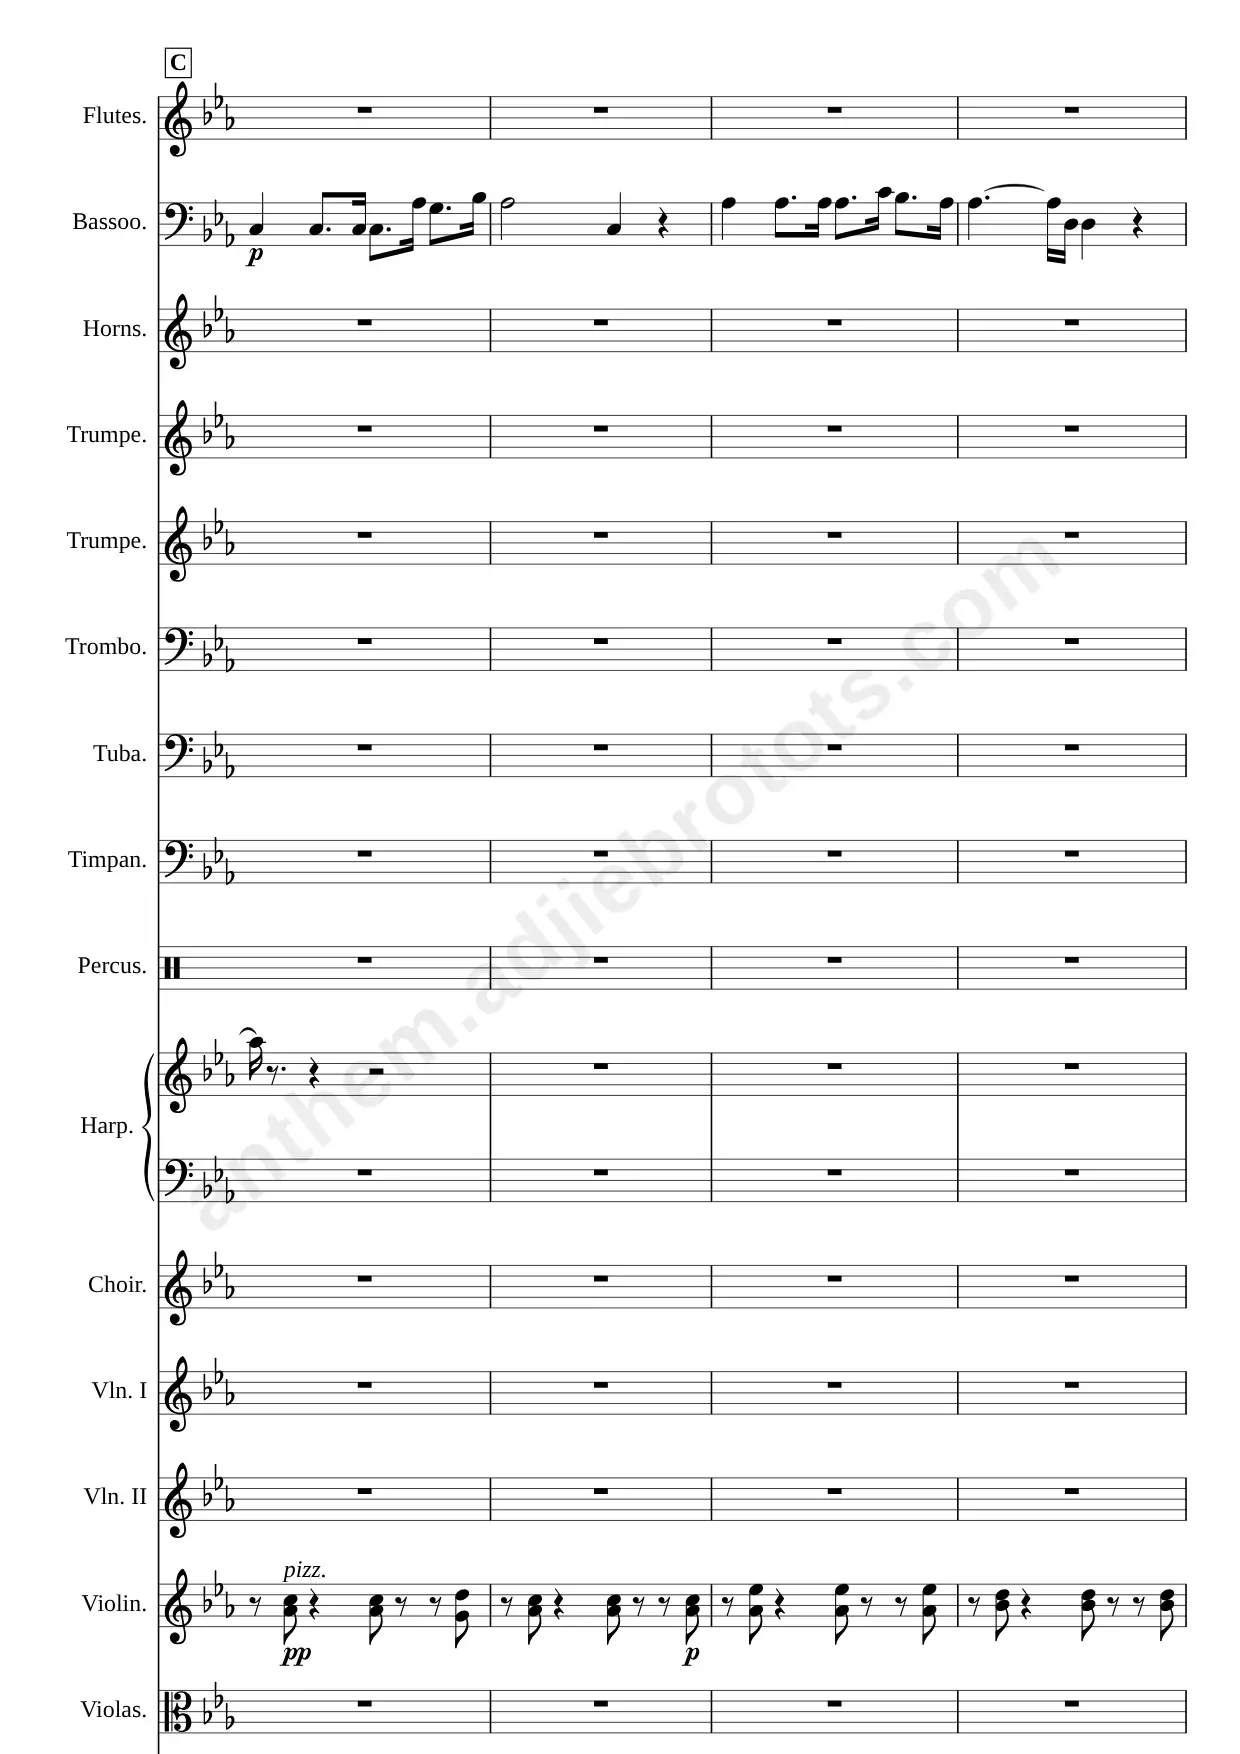 C
Flutes.
Bassoo.
p
Horns.
Trumpe.
Trumpe.
Trombo.
Tuba.
Timpan.
Percus.
Harp.
Choir.
Vln. I
Vln. II
pizz.
Violin.
pp p
Violas.
anthem.adjiebrotots.com